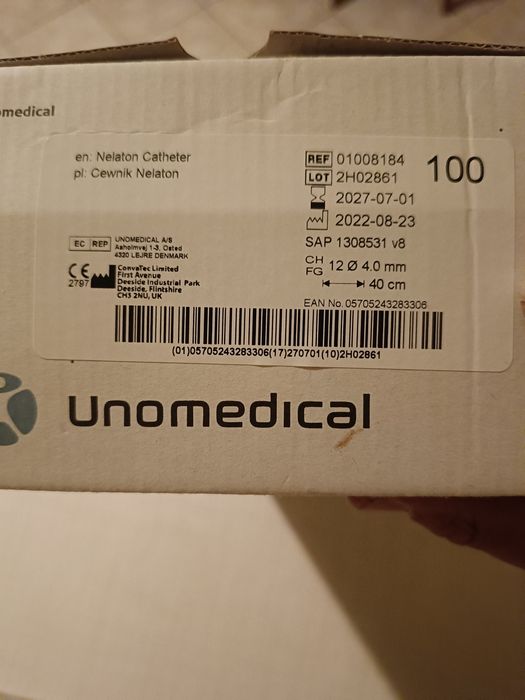 omedical
en: Nelaton Catheter
pl: Cewnik Nelaton
REF 01008184
100
LOT 2H02861
2027-07-01
2022-08-23
SAP 1308531 v8
EC REP
UNOMEDICAL A/S
Aaholmvej 1-3, Osted
4320 LEJRE DENMARK
CE
2797
ConvaTec Limited
First Avenue
Deeside Industrial Park
Deeside, Flintshire
CH5 2NU, UK
CH
FG
12 Ø 4.0 mm
40 cm
EAN No. 05705243283306
(01)05705243283306(17)270701(10)2H02861
Unomedical